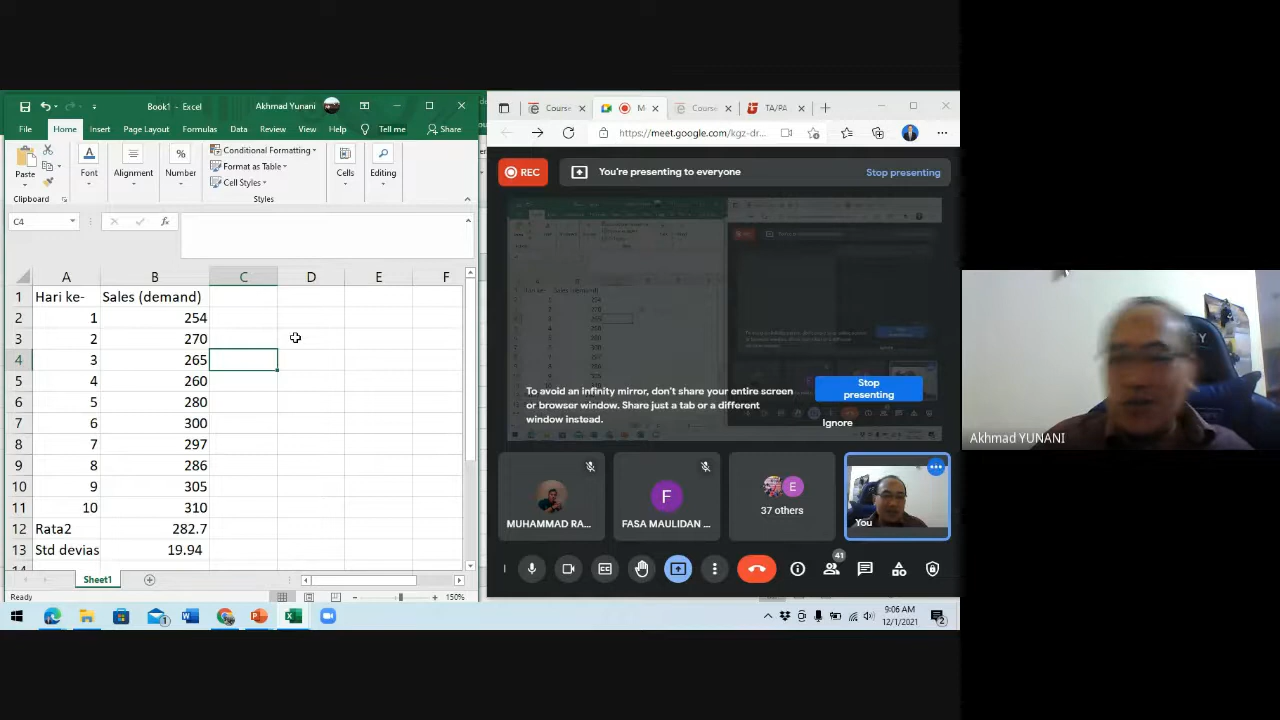 Book1 - Excel
Akhmad Yunani
File Home Insert Page Layout Formulas Data Review View Help Tell me Share
Paste
Font
Alignment
Number
Conditional Formatting
Format as Table
Cell Styles
Cells
Editing
Clipboard
Styles
C4
fx
A B C D E F
1 Hari ke- Sales (demand)
2 1 254
3 2 270
4 3 265
5 4 260
6 5 280
7 6 300
8 7 297
9 8 286
10 9 305
11 10 310
12 Rata2 282.7
13 Std devias 19.94
Sheet1
Ready
150%
Course
M
Course
TA/PA
https://meet.google.com/kgz-dr...
REC
You're presenting to everyone
Stop presenting
To avoid an infinity mirror, don't share your entire screen
or browser window. Share just a tab or a different
window instead.
Stop
presenting
Ignore
MUHAMMAD RA...
F
FASA MAULIDAN ...
E
37 others
You
41
9:06 AM
12/1/2021
Akhmad YUNANI